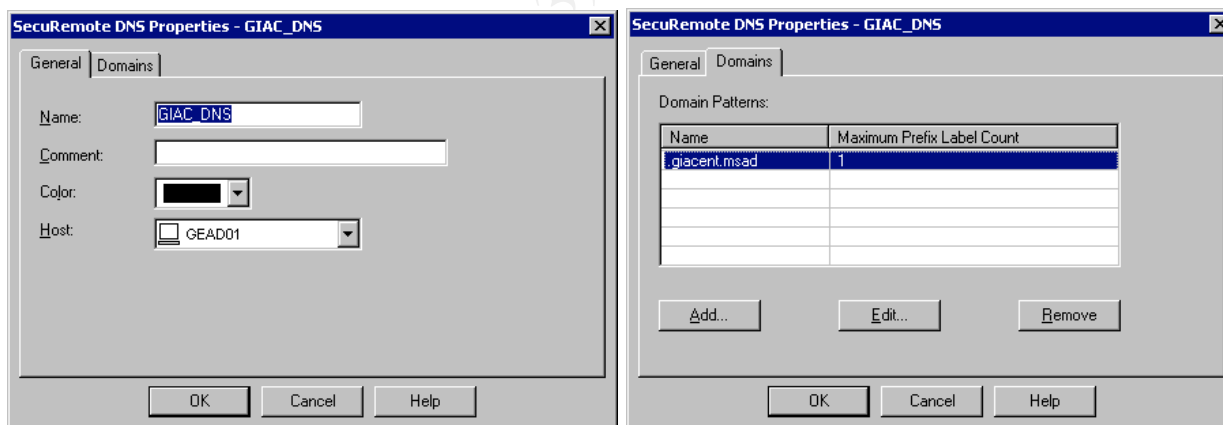 SecuRemote DNS Properties - GIAC_DNS
General Domains
Name: GIAC_DNS
Comment:
Color:
Host: GEAD01
OK Cancel Help
SecuRemote DNS Properties - GIAC_DNS
General Domains
Domain Patterns:
Name Maximum Prefix Label Count
.giacent.msad 1
Add... Edit... Remove
OK Cancel Help